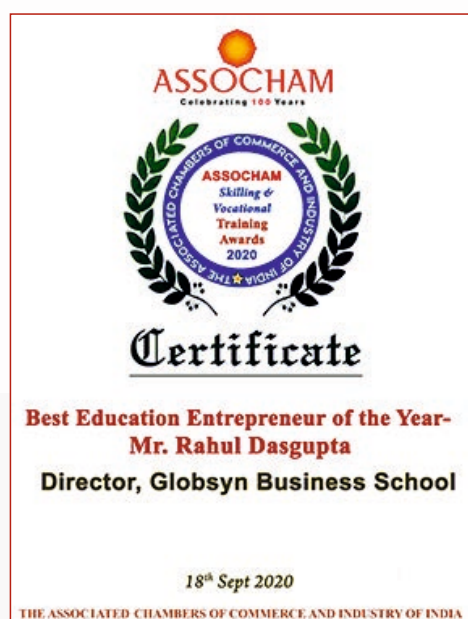 ASSOCHAM
Celebrating 100 Years
THE ASSOCIATED CHAMBERS OF COMMERCE AND INDUSTRY OF INDIA
ASSOCHAM
Skilling &
Vocational
Training
Awards
2020
Certificate
Best Education Entrepreneur of the Year-
Mr. Rahul Dasgupta
Director, Globsyn Business School
18th Sept 2020
THE ASSOCIATED CHAMBERS OF COMMERCE AND INDUSTRY OF INDIA